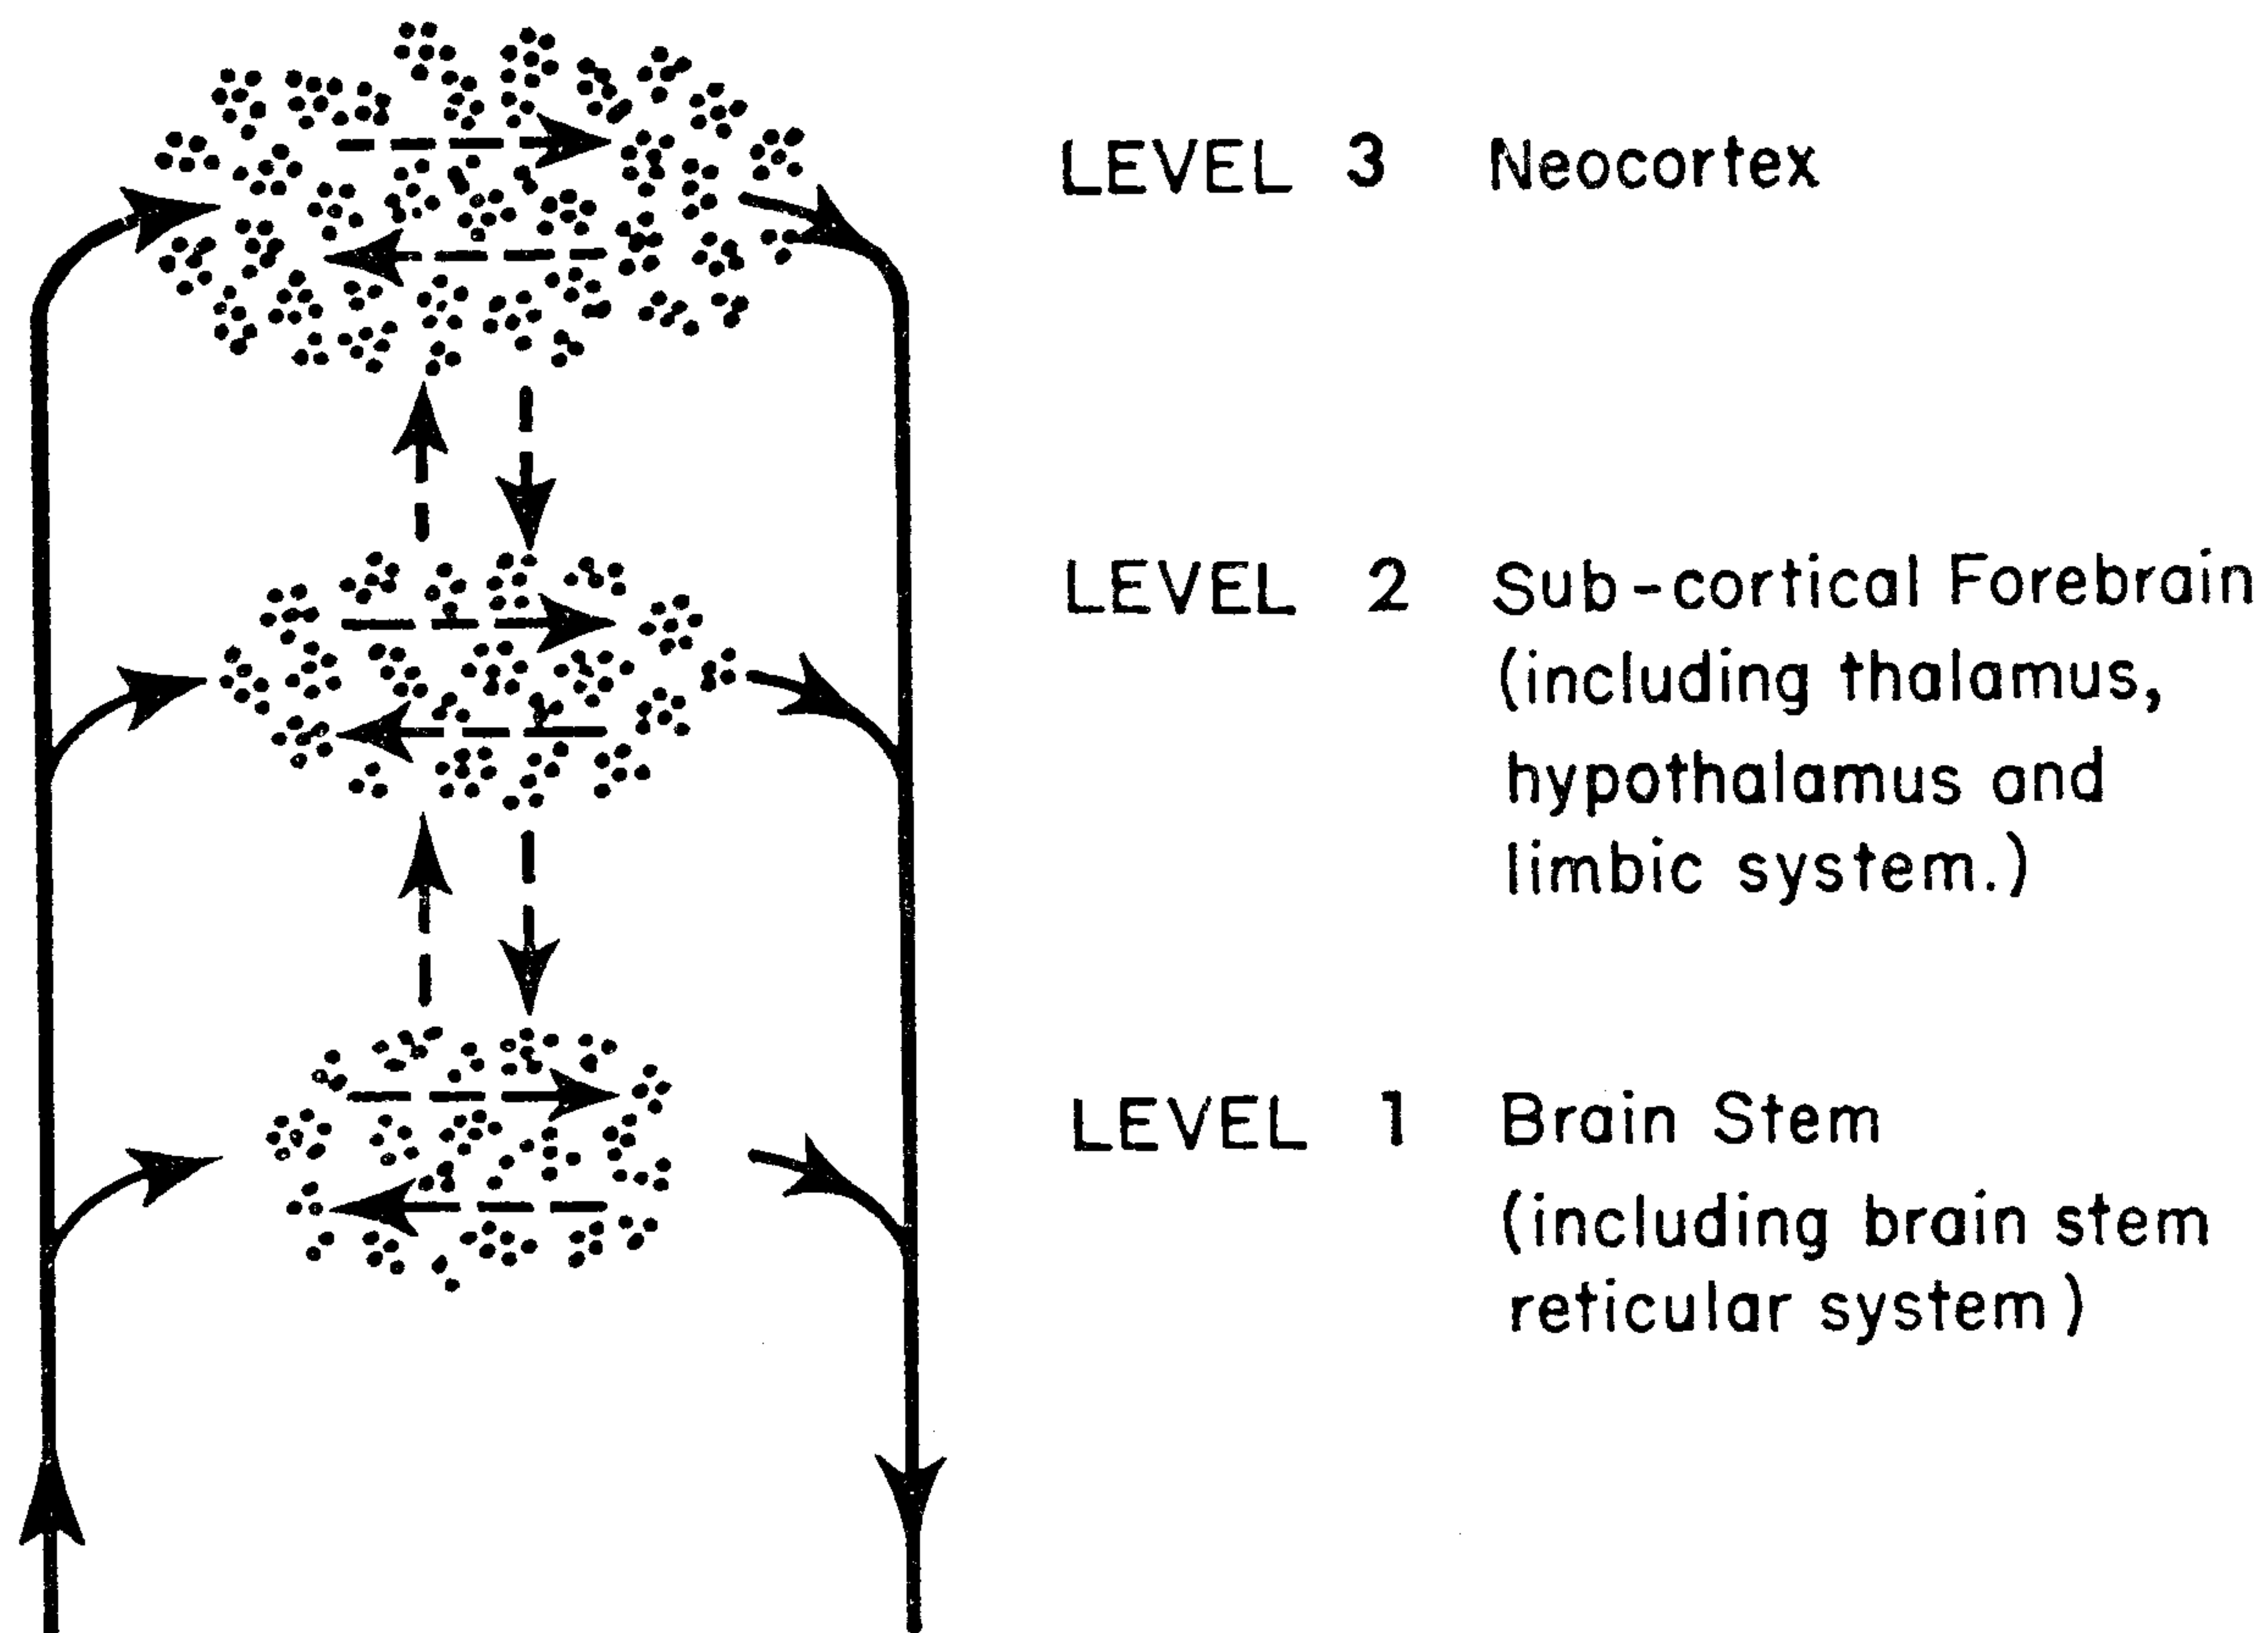 LEVEL 3 Neocortex
LEVEL 2 Sub-cortical Forebrain
(including thalamus,
hypothalamus and
limbic system.)
LEVEL 1 Brain Stem
(including brain stem
reticular system)